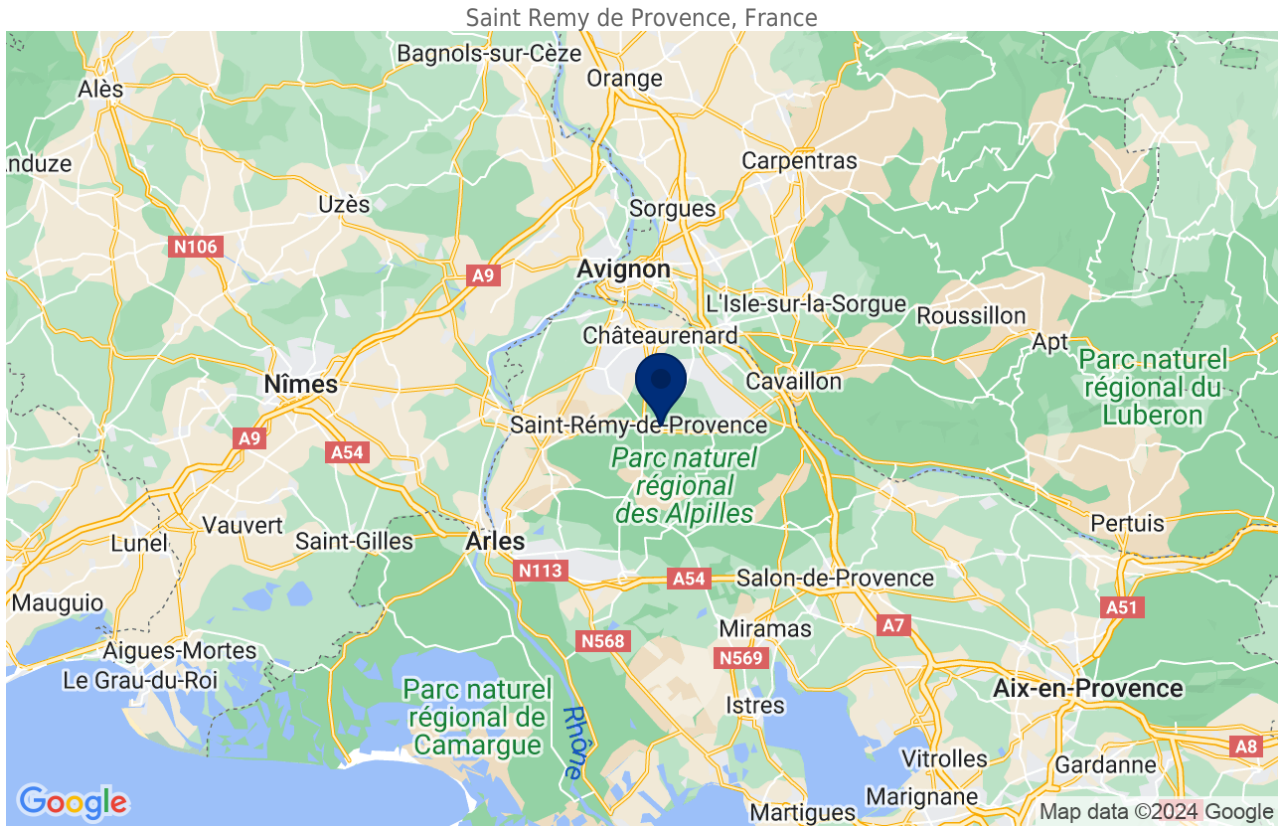 Saint Remy de Provence, France
Bagnols-sur-Cèze
Orange
Alès
Carpentras
nduze
Uzès
Sorgues
N106
Avignon
A9
L'Isle-sur-la-Sorgue
Roussillon
Châteaurenard
Apt
Parc naturel
régional du
Luberon
Nîmes
Cavaillon
Saint-Rémy-de-Provence
A9
A54
Parc naturel
régional
des Alpilles
Vauvert
Pertuis
Lunel
Saint-Gilles
Arles
N113
A54
Salon-de-Provence
Mauguio
A51
A7
Miramas
N568
Aigues-Mortes
N569
Le Grau-du-Roi
Parc naturel
régional de
Camargue
Aix-en-Provence
Istres
Rhône
A8
Vitrolles
Gardanne
Marignane
Martigues
Google
Map data ©2024 Google